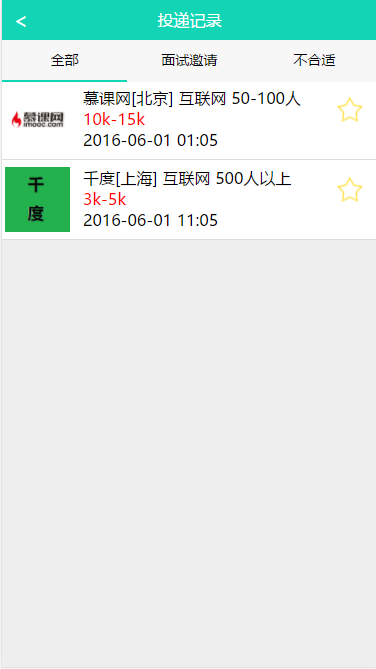 < 投递记录
全部 面试邀请 不合适
慕课网
imooc.com
慕课网[北京] 互联网 50-100人
10k-15k
2016-06-01 01:05
千
度
千度[上海] 互联网 500人以上
3k-5k
2016-06-01 11:05